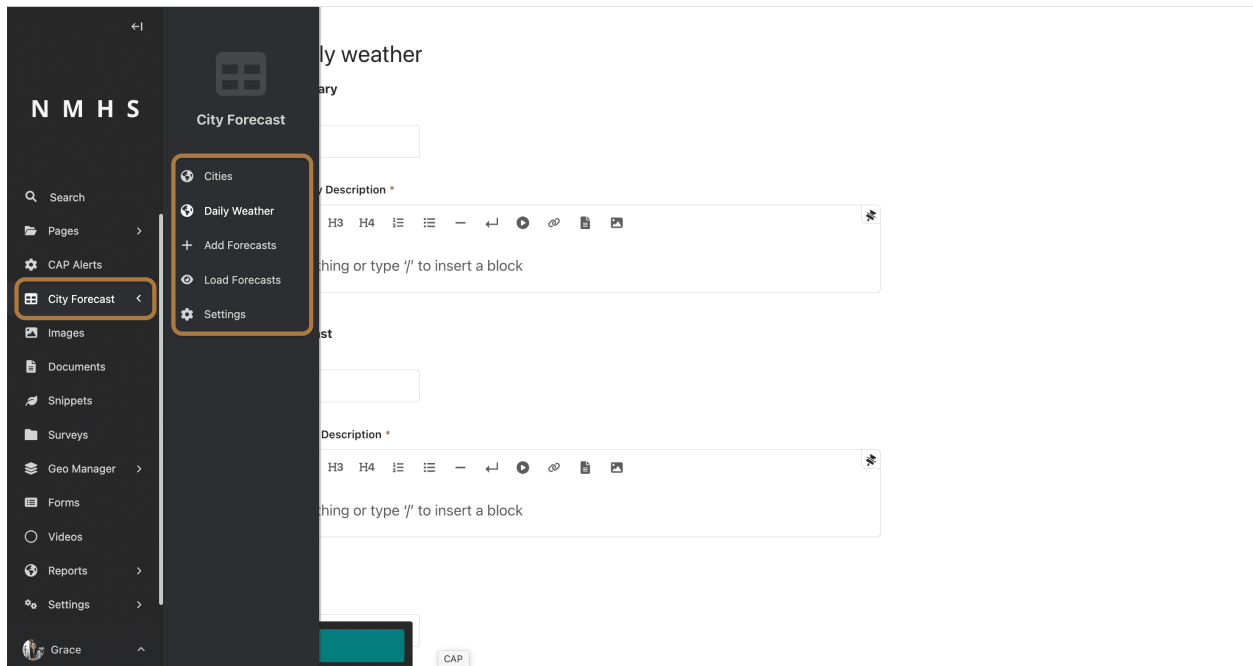 NMHS
Search
Pages
CAP Alerts
City Forecast
Images
Documents
Snippets
Surveys
Geo Manager
Forms
Videos
Reports
Settings
Grace
City Forecast
Cities
Daily Weather
Add Forecasts
Load Forecasts
Settings
ly weather
ary
y Description *
H3 H4
thing or type '/' to insert a block
st
Description *
H3 H4
thing or type '/' to insert a block
CAP